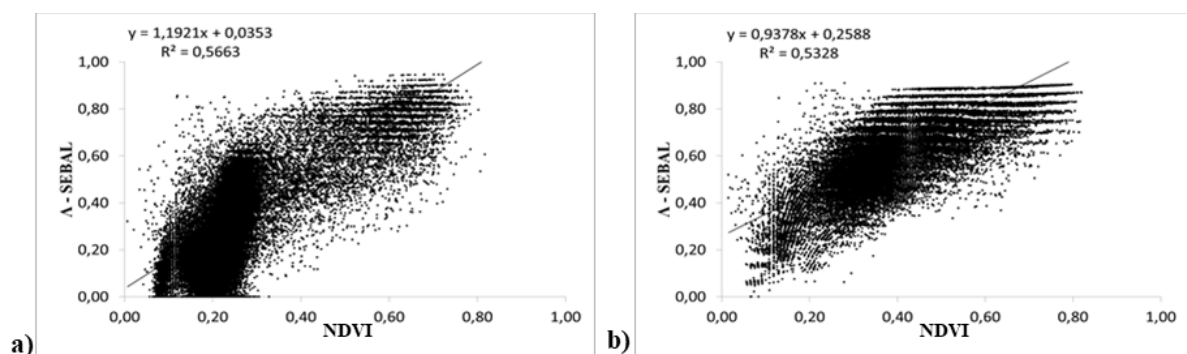 y = 1,1921x + 0,0353
R² = 0,5663
1,00
0,80
0,60
0,40
0,20
0,00
Λ - SEBAL
0,00 0,20 0,40 0,60 0,80 1,00
NDVI
a)
y = 0,9378x + 0,2588
R² = 0,5328
1,00
0,80
0,60
0,40
0,20
0,00
Λ - SEBAL
0,00 0,20 0,40 0,60 0,80 1,00
NDVI
b)